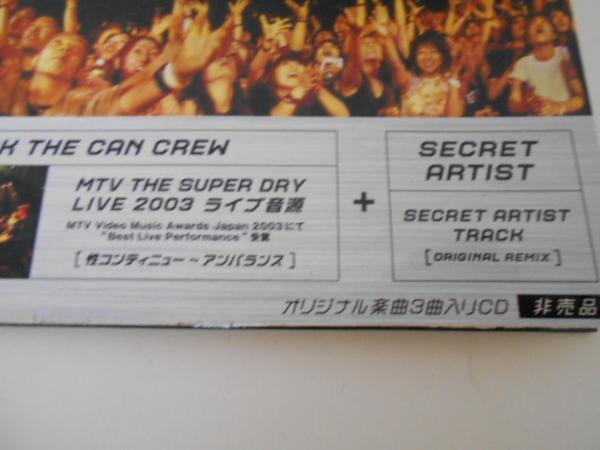 K THE CAN CREW
MTV THE SUPER DRY
LIVE 2003 ライブ音源
MTV Video Music Awards Japan 2003にて
"Best Live Performance" 受賞
[ 性コンティニュー ~ アンバランス ]
+
SECRET
ARTIST
SECRET ARTIST
TRACK
[ ORIGINAL REMIX ]
オリジナル楽曲3曲入りCD 非売品